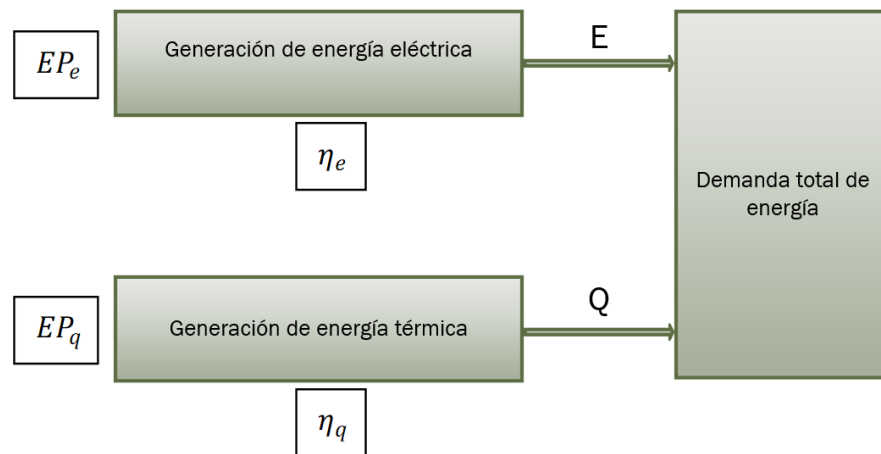 Generación de energía eléctrica
E
EP_e
η_e
Demanda total de
energía
Generación de energía térmica
Q
EP_q
η_q